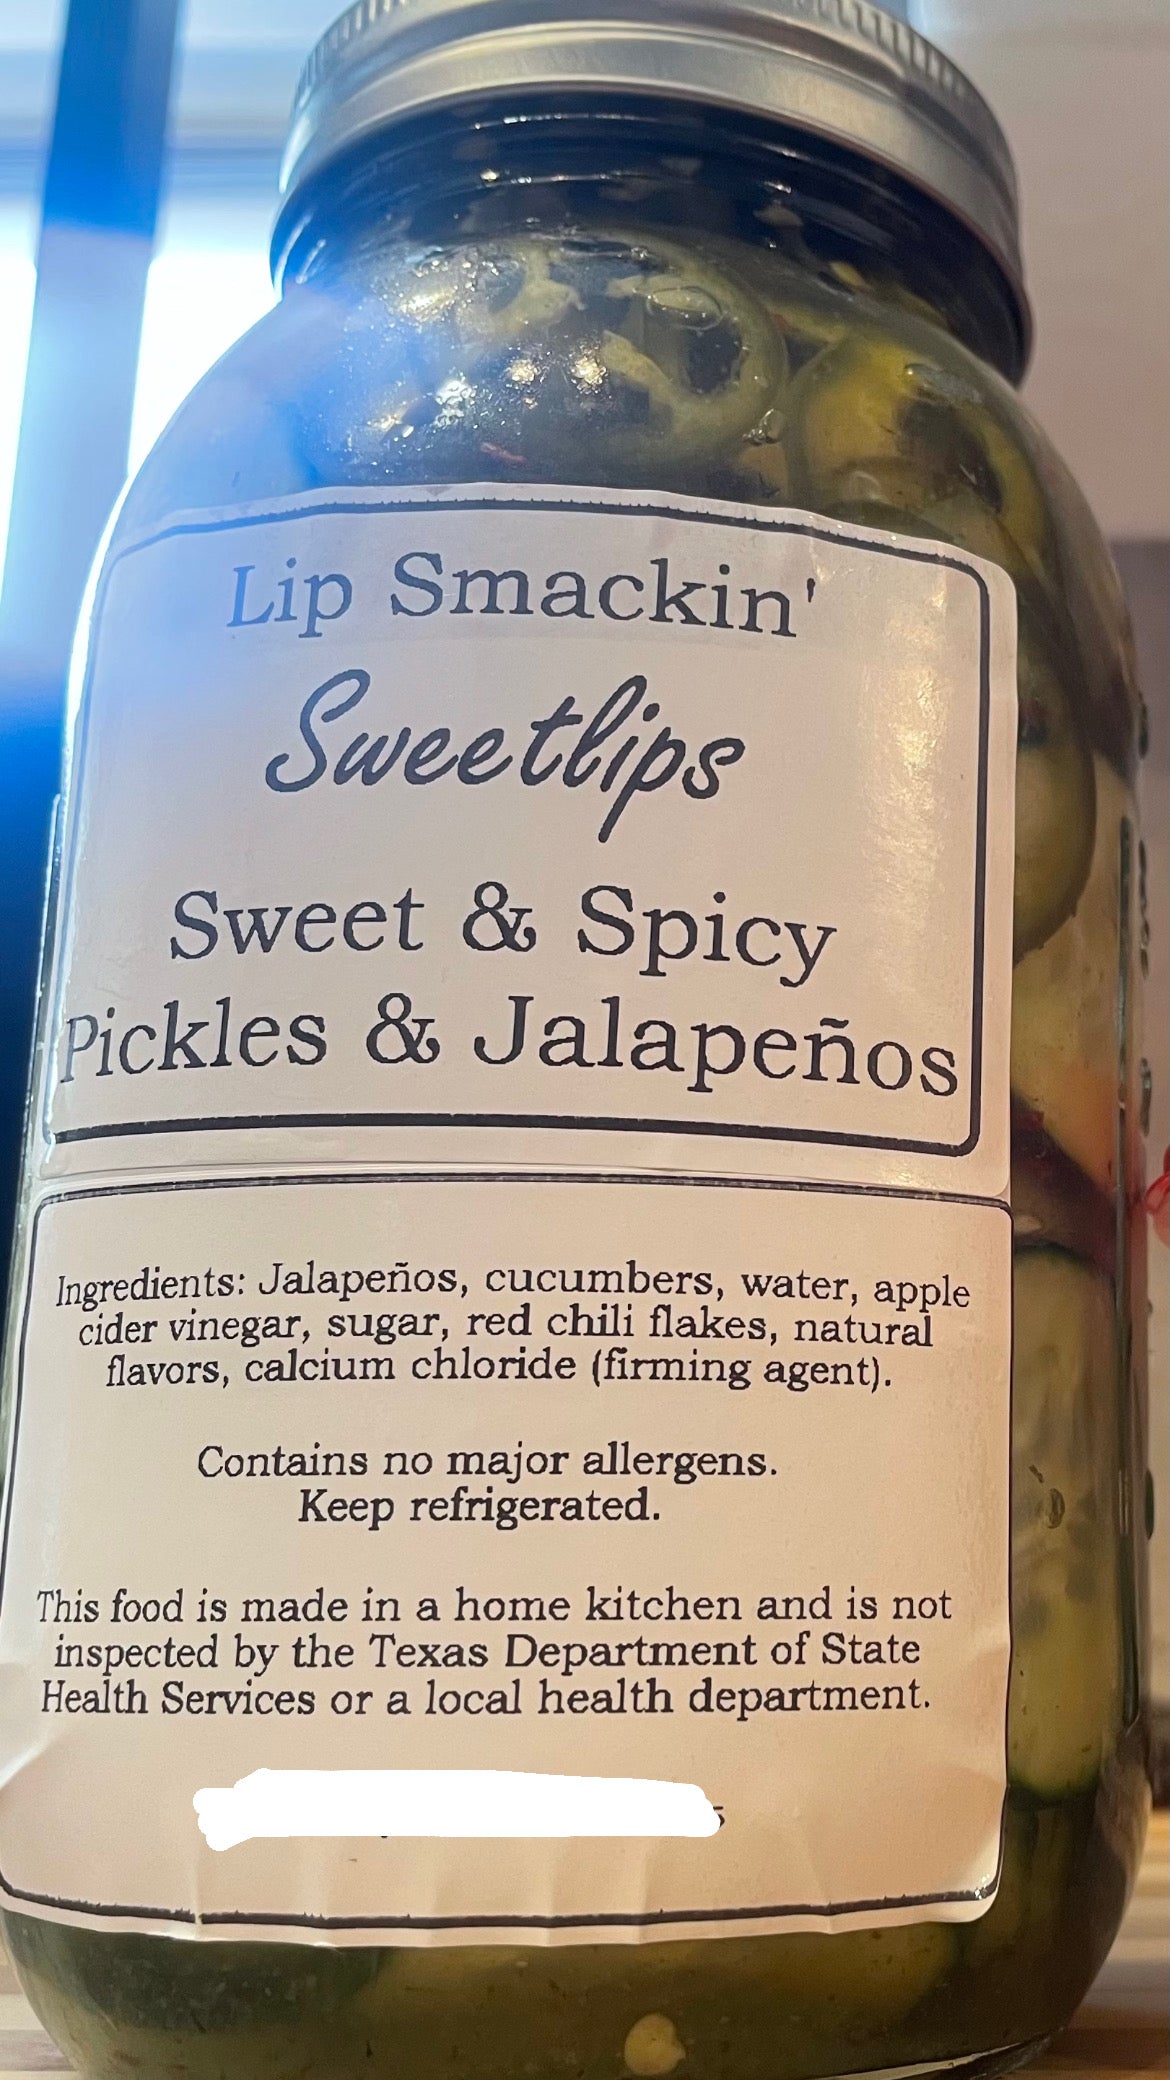 Lip Smackin'
Sweetlips
Sweet & Spicy
Pickles & Jalapeños
Ingredients: Jalapeños, cucumbers, water, apple
cider vinegar, sugar, red chili flakes, natural
flavors, calcium chloride (firming agent).
Contains no major allergens.
Keep refrigerated.
This food is made in a home kitchen and is not
inspected by the Texas Department of State
Health Services or a local health department.